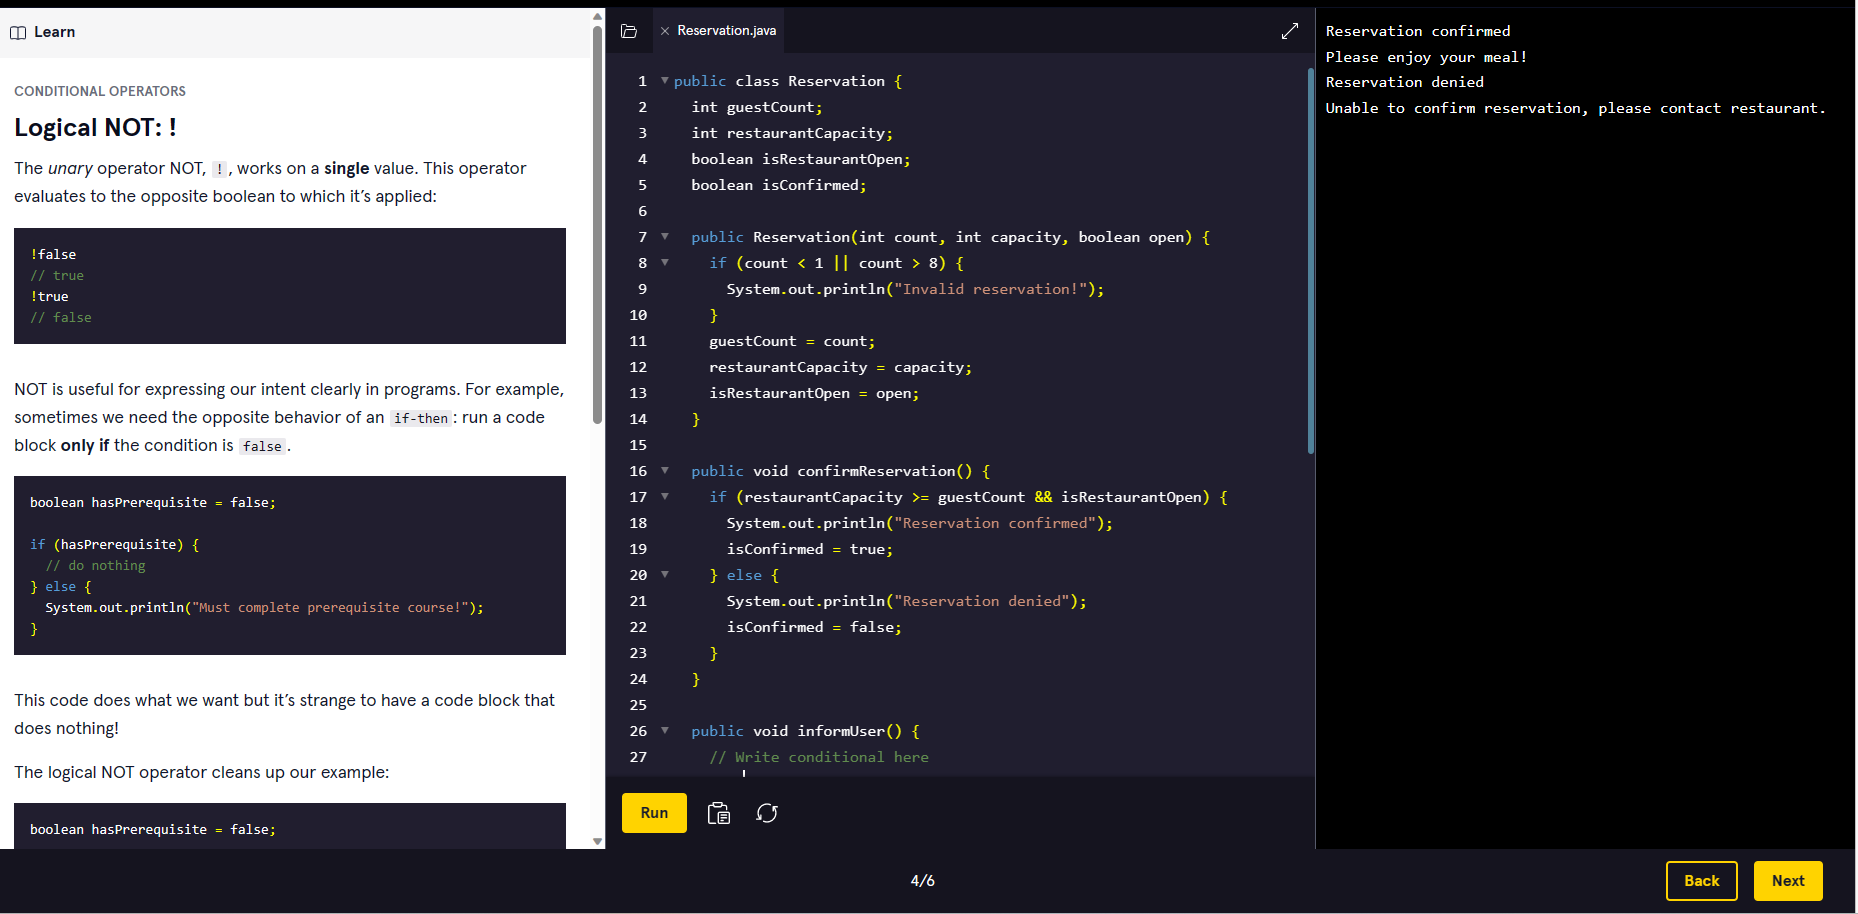 Learn
CONDITIONAL OPERATORS
Logical NOT: !
The unary operator NOT, !, works on a single value. This operator
evaluates to the opposite boolean to which it’s applied:
!false
// true
!true
// false
NOT is useful for expressing our intent clearly in programs. For example,
sometimes we need the opposite behavior of an if-then: run a code
block only if the condition is false.
boolean hasPrerequisite = false;
if (hasPrerequisite) {
// do nothing
} else {
System.out.println("Must complete prerequisite course!");
}
This code does what we want but it’s strange to have a code block that
does nothing!
The logical NOT operator cleans up our example:
boolean hasPrerequisite = false;
Reservation.java
1 public class Reservation {
2 int guestCount;
3 int restaurantCapacity;
4 boolean isRestaurantOpen;
5 boolean isConfirmed;
6
7 public Reservation(int count, int capacity, boolean open) {
8 if (count < 1 || count > 8) {
9 System.out.println("Invalid reservation!");
10 }
11 guestCount = count;
12 restaurantCapacity = capacity;
13 isRestaurantOpen = open;
14 }
15
16 public void confirmReservation() {
17 if (restaurantCapacity >= guestCount && isRestaurantOpen) {
18 System.out.println("Reservation confirmed");
19 isConfirmed = true;
20 } else {
21 System.out.println("Reservation denied");
22 isConfirmed = false;
23 }
24 }
25
26 public void informUser() {
27 // Write conditional here
Run
Reservation confirmed
Please enjoy your meal!
Reservation denied
Unable to confirm reservation, please contact restaurant.
4/6
Back
Next